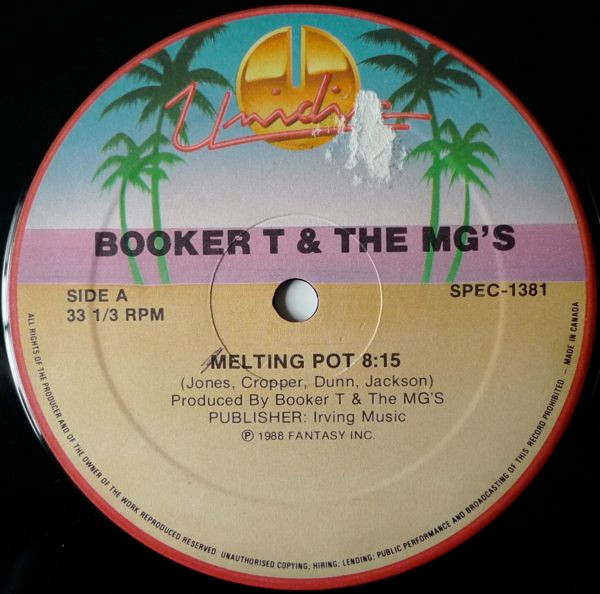 BOOKER T & THE MG'S
SIDE A
33 1/3 RPM
SPEC-1381
MELTING POT 8:15
(Jones, Cropper, Dunn, Jackson)
Produced By Booker T & The MG'S
PUBLISHER: Irving Music
Ⓟ 1988 FANTASY INC.
ALL RIGHTS OF THE PRODUCER AND OF THE OWNER OF THE WORK REPRODUCED RESERVED. UNAUTHORISED COPYING; HIRING; LENDING; PUBLIC PERFORMANCE AND BROADCASTING OF THIS RECORD PROHIBITED. – MADE IN CANADA